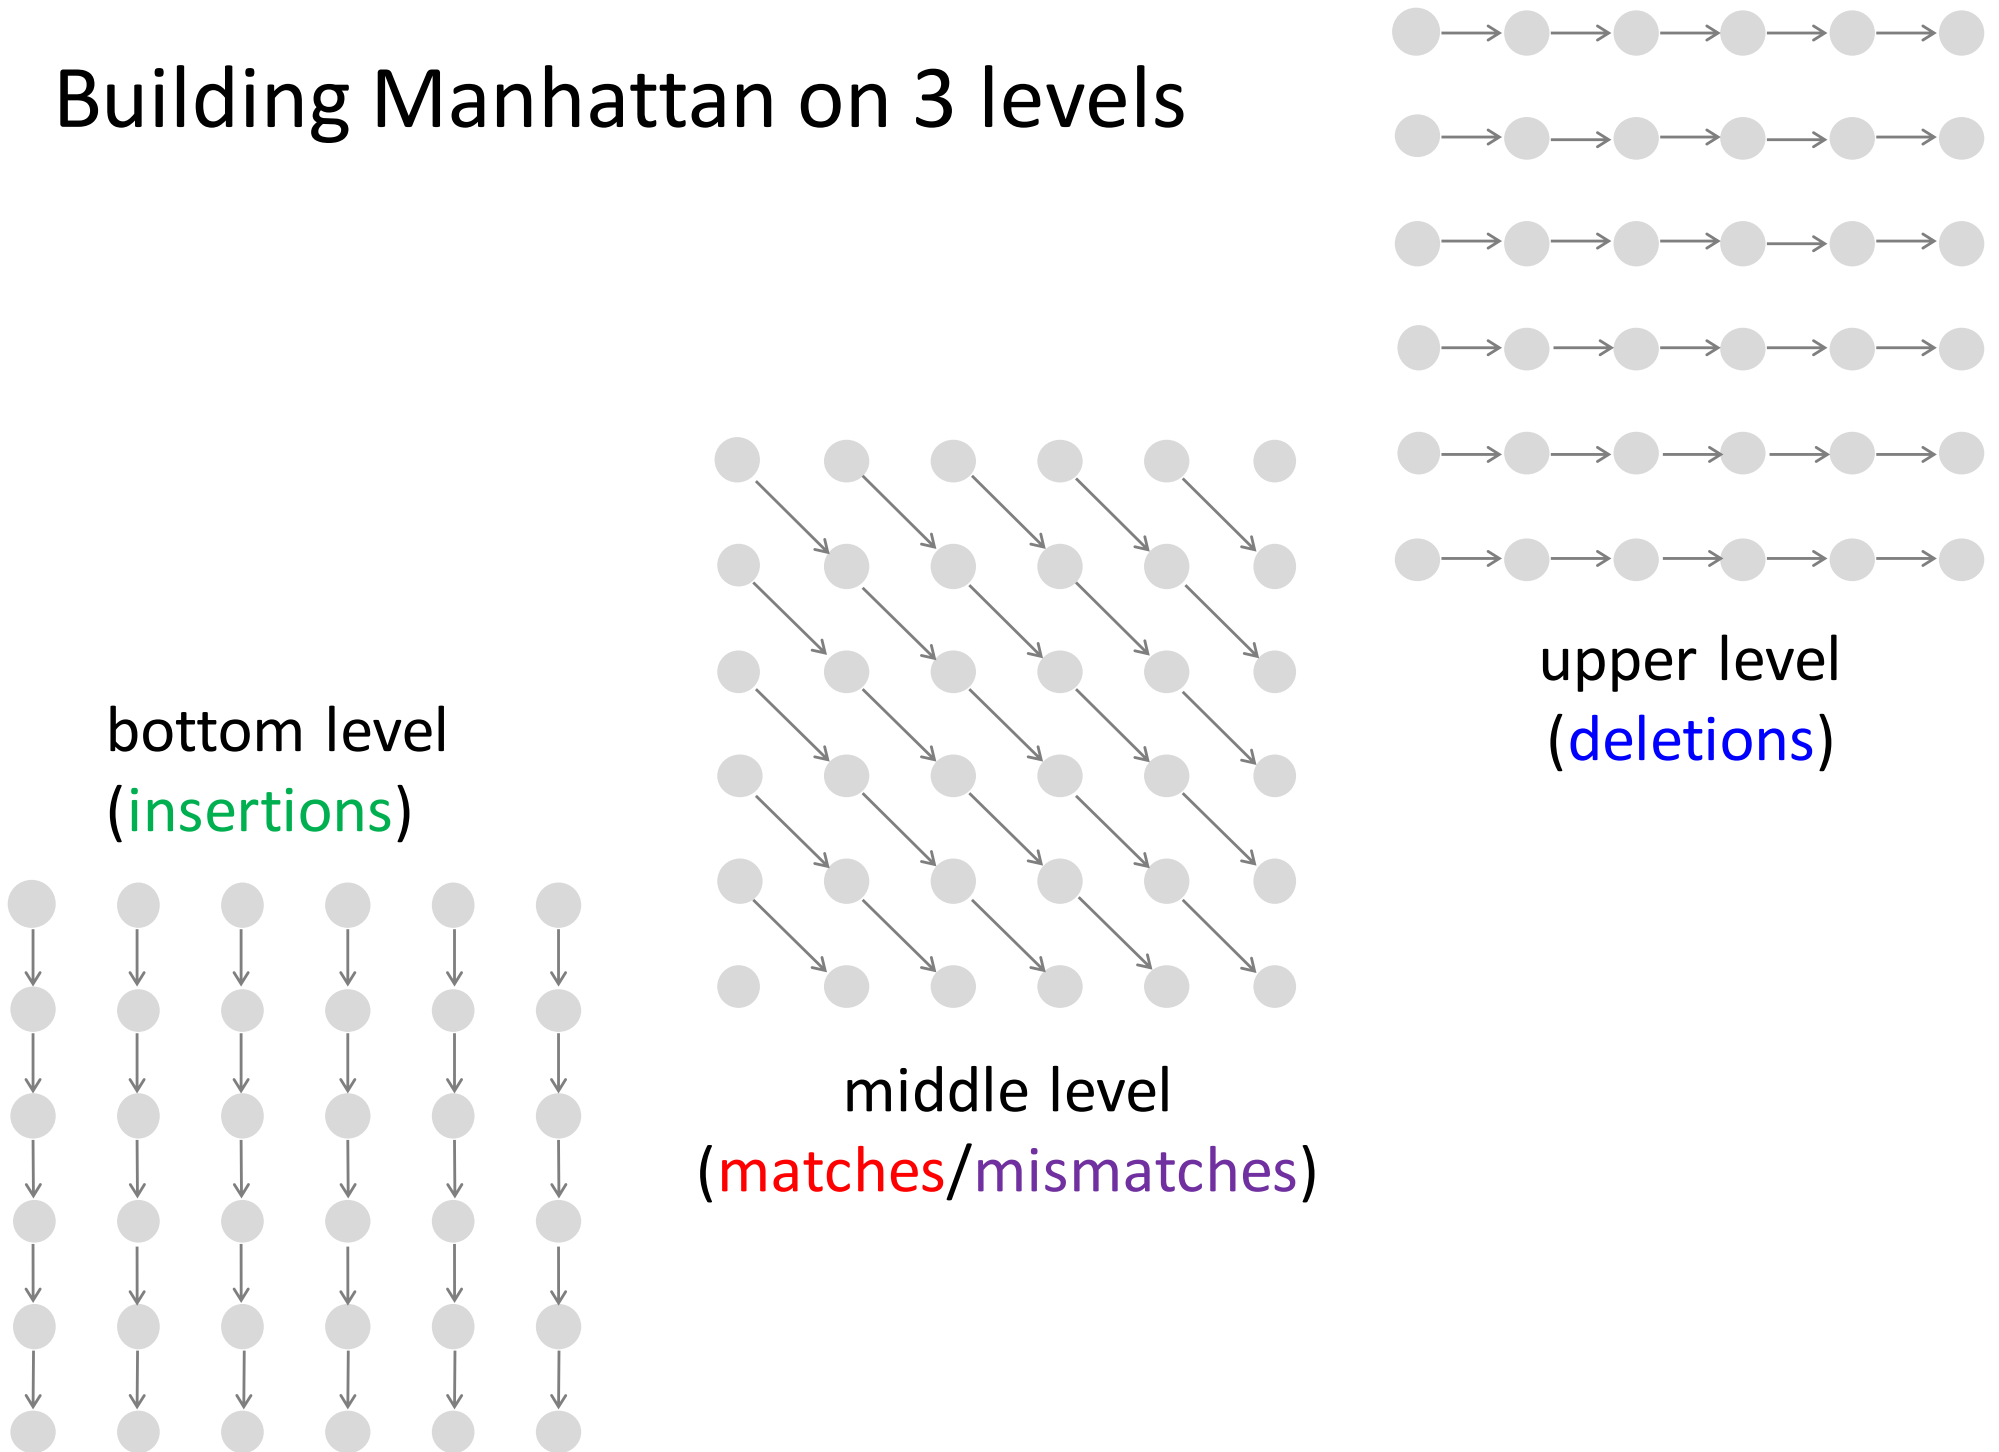 Building Manhattan on 3 levels
upper level
(deletions)
bottom level
(insertions)
middle level
(matches/mismatches)